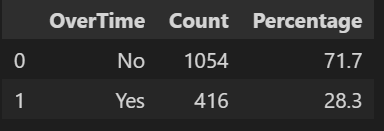 OverTime Count Percentage
0 No 1054 71.7
1 Yes 416 28.3